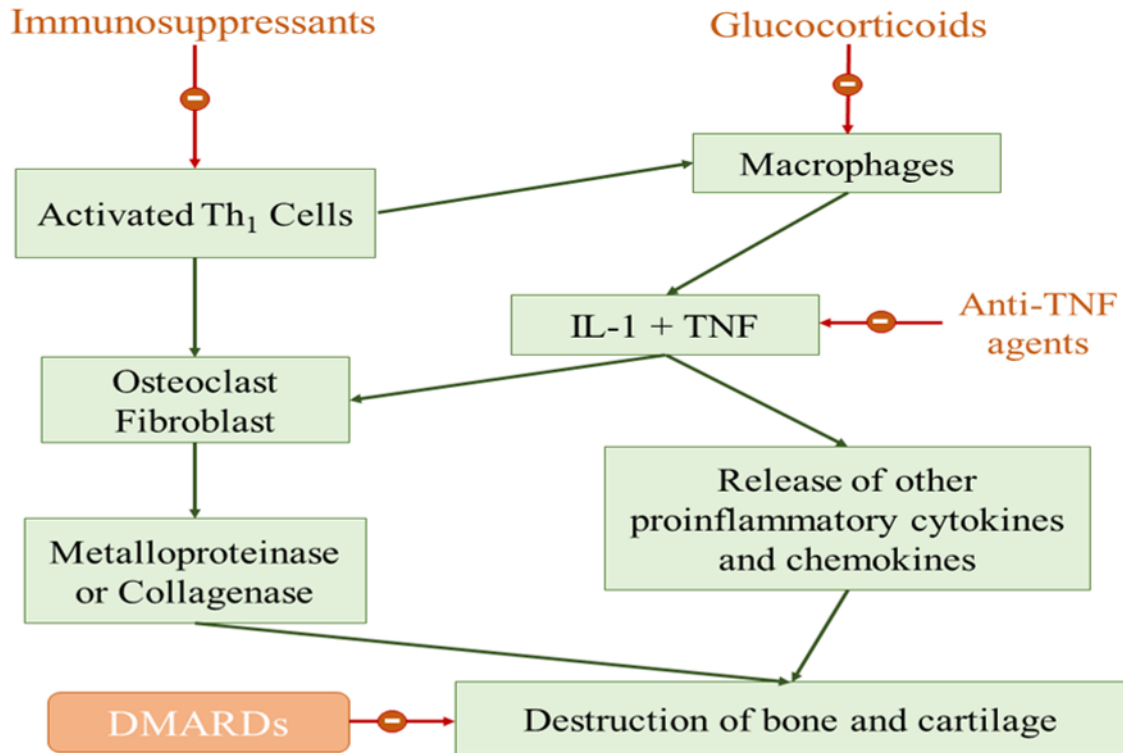 Immunosuppressants
Glucocorticoids
Macrophages
Activated Th₁ Cells
IL-1 + TNF
Anti-TNF
agents
Osteoclast
Fibroblast
Release of other
proinflammatory cytokines
and chemokines
Metalloproteinase
or Collagenase
DMARDs
Destruction of bone and cartilage